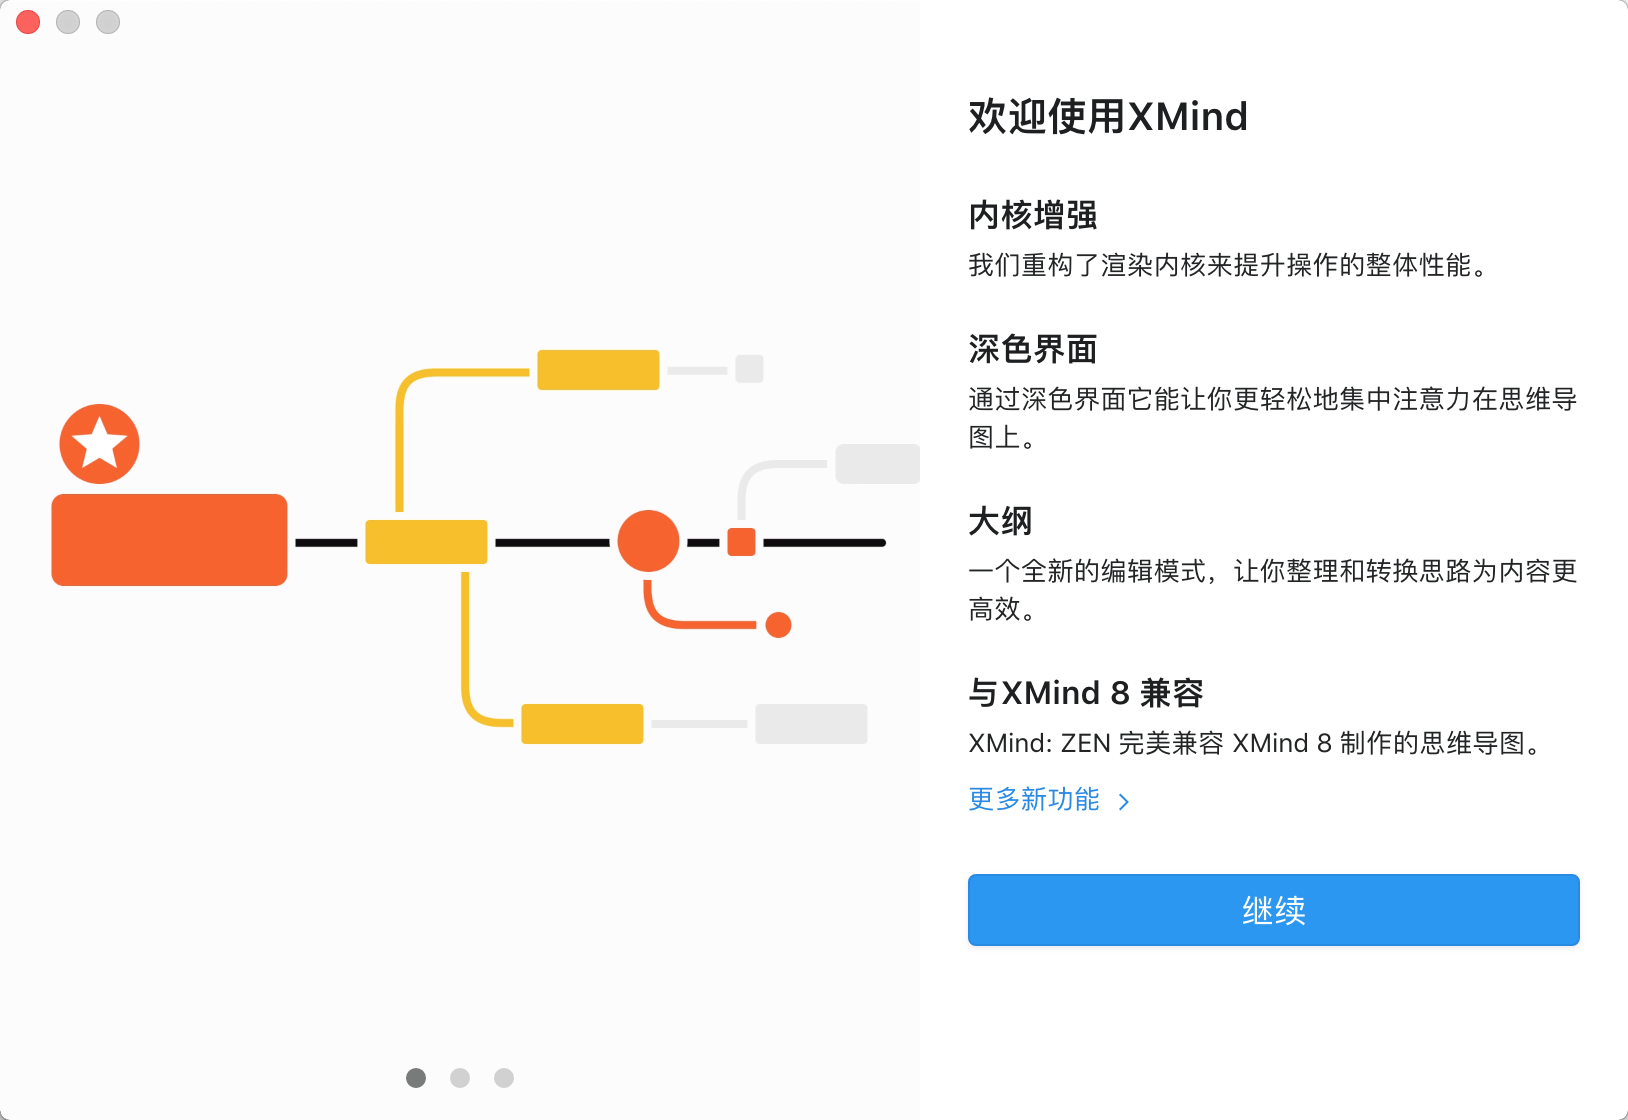 欢迎使用XMind
内核增强
我们重构了渲染内核来提升操作的整体性能。
深色界面
通过深色界面它能让你更轻松地集中注意力在思维导
图上。
大纲
一个全新的编辑模式，让你整理和转换思路为内容更
高效。
与XMind 8 兼容
XMind: ZEN 完美兼容 XMind 8 制作的思维导图。
更多新功能 >
继续